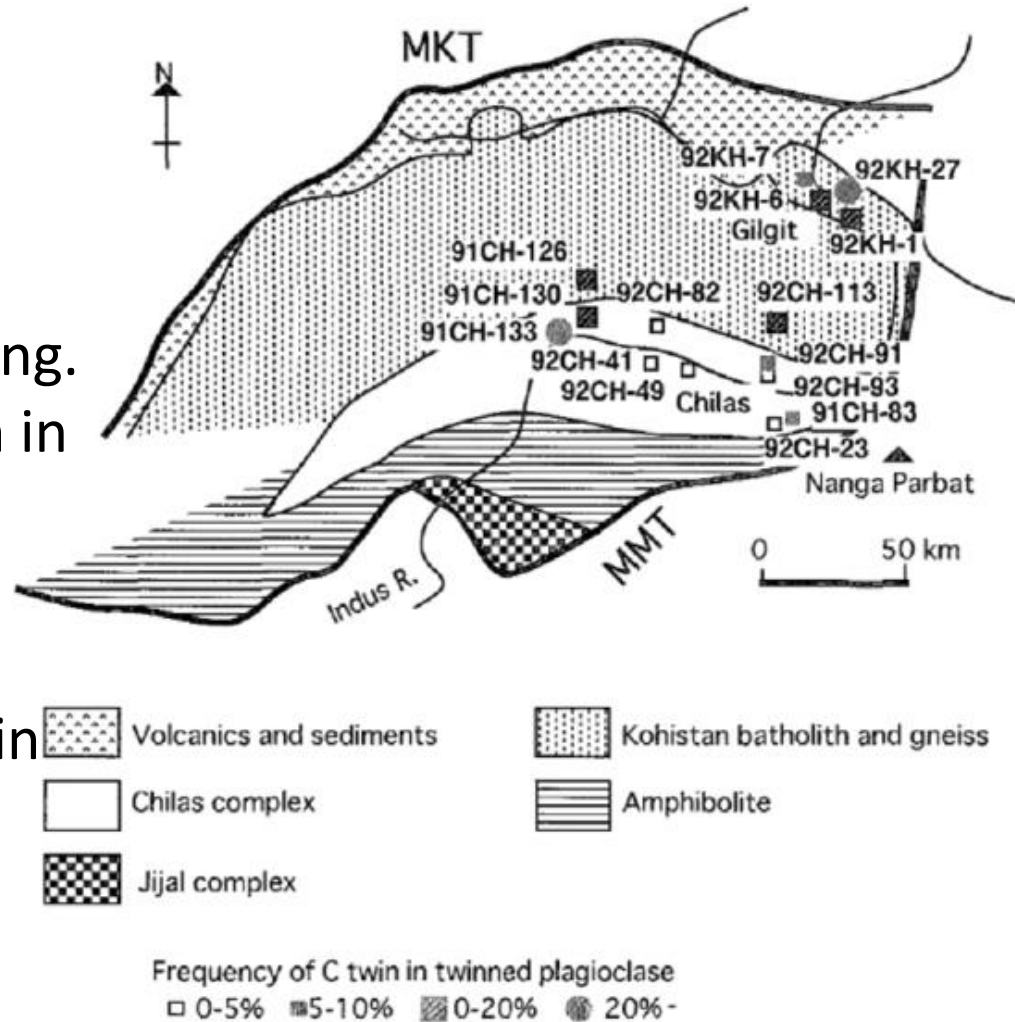 MKT
N
92KH-7
92KH-27
92KH-6
Gilgit
92KH-1
91CH-126
91CH-130
92CH-82
92CH-113
91CH-133
ng.
92CH-41
92CH-91
92CH-49
92CH-93
Chilas
91CH-83
n in
92CH-23
Nanga Parbat
MMT
0 50 km
Indus R.
in
Volcanics and sediments
Kohistan batholith and gneiss
Chilas complex
Amphibolite
Jijal complex
Frequency of C twin in twinned plagioclase
0-5% 5-10% 0-20% 20%-